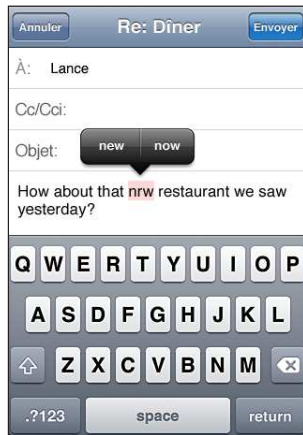 Annuler Re: Dîner Envoyer
À: Lance
Cc/Cci:
Objet:
new now
How about that nrw restaurant we saw
yesterday?
Q W E R T Y U I O P
A S D F G H J K L
Z X C V B N M
.?123 space return